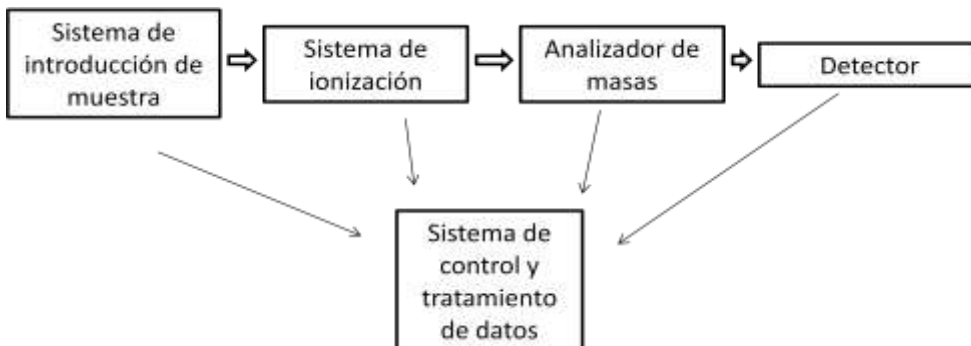 Sistema de
introducción de
muestra
Sistema de
ionización
Analizador de
masas
Detector
Sistema de
control y
tratamiento
de datos